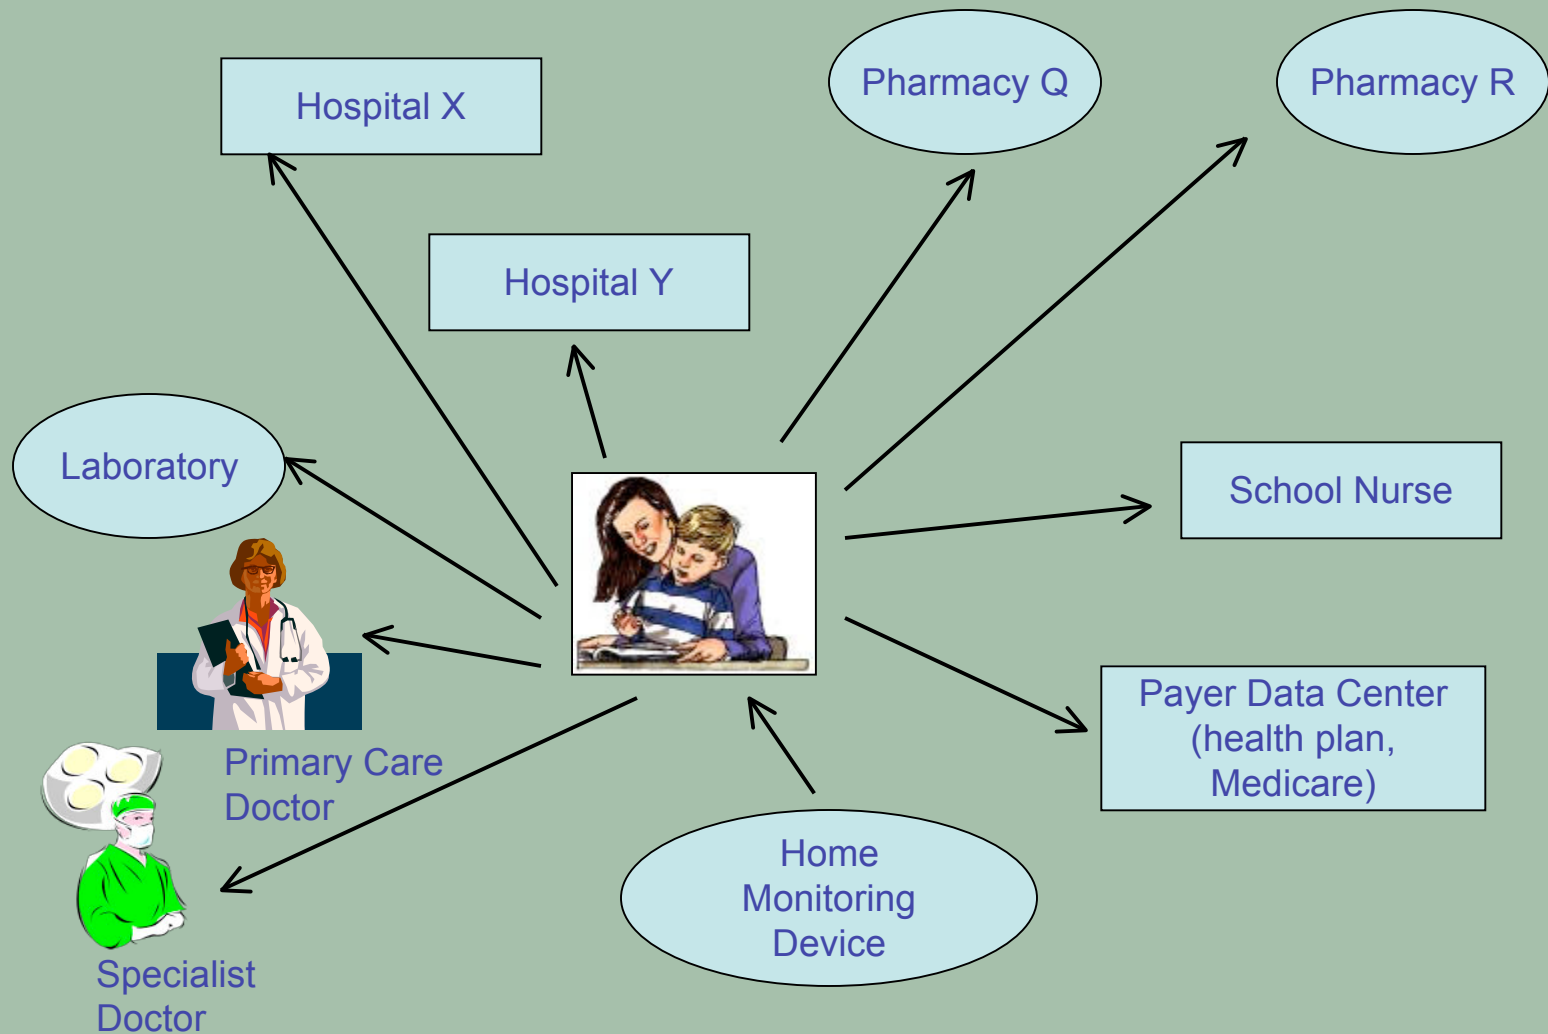 Pharmacy Q
Pharmacy R
Hospital X
Hospital Y
Laboratory
School Nurse
Payer Data Center
(health plan,
Medicare)
Primary Care
Doctor
Home
Monitoring
Device
Specialist
Doctor